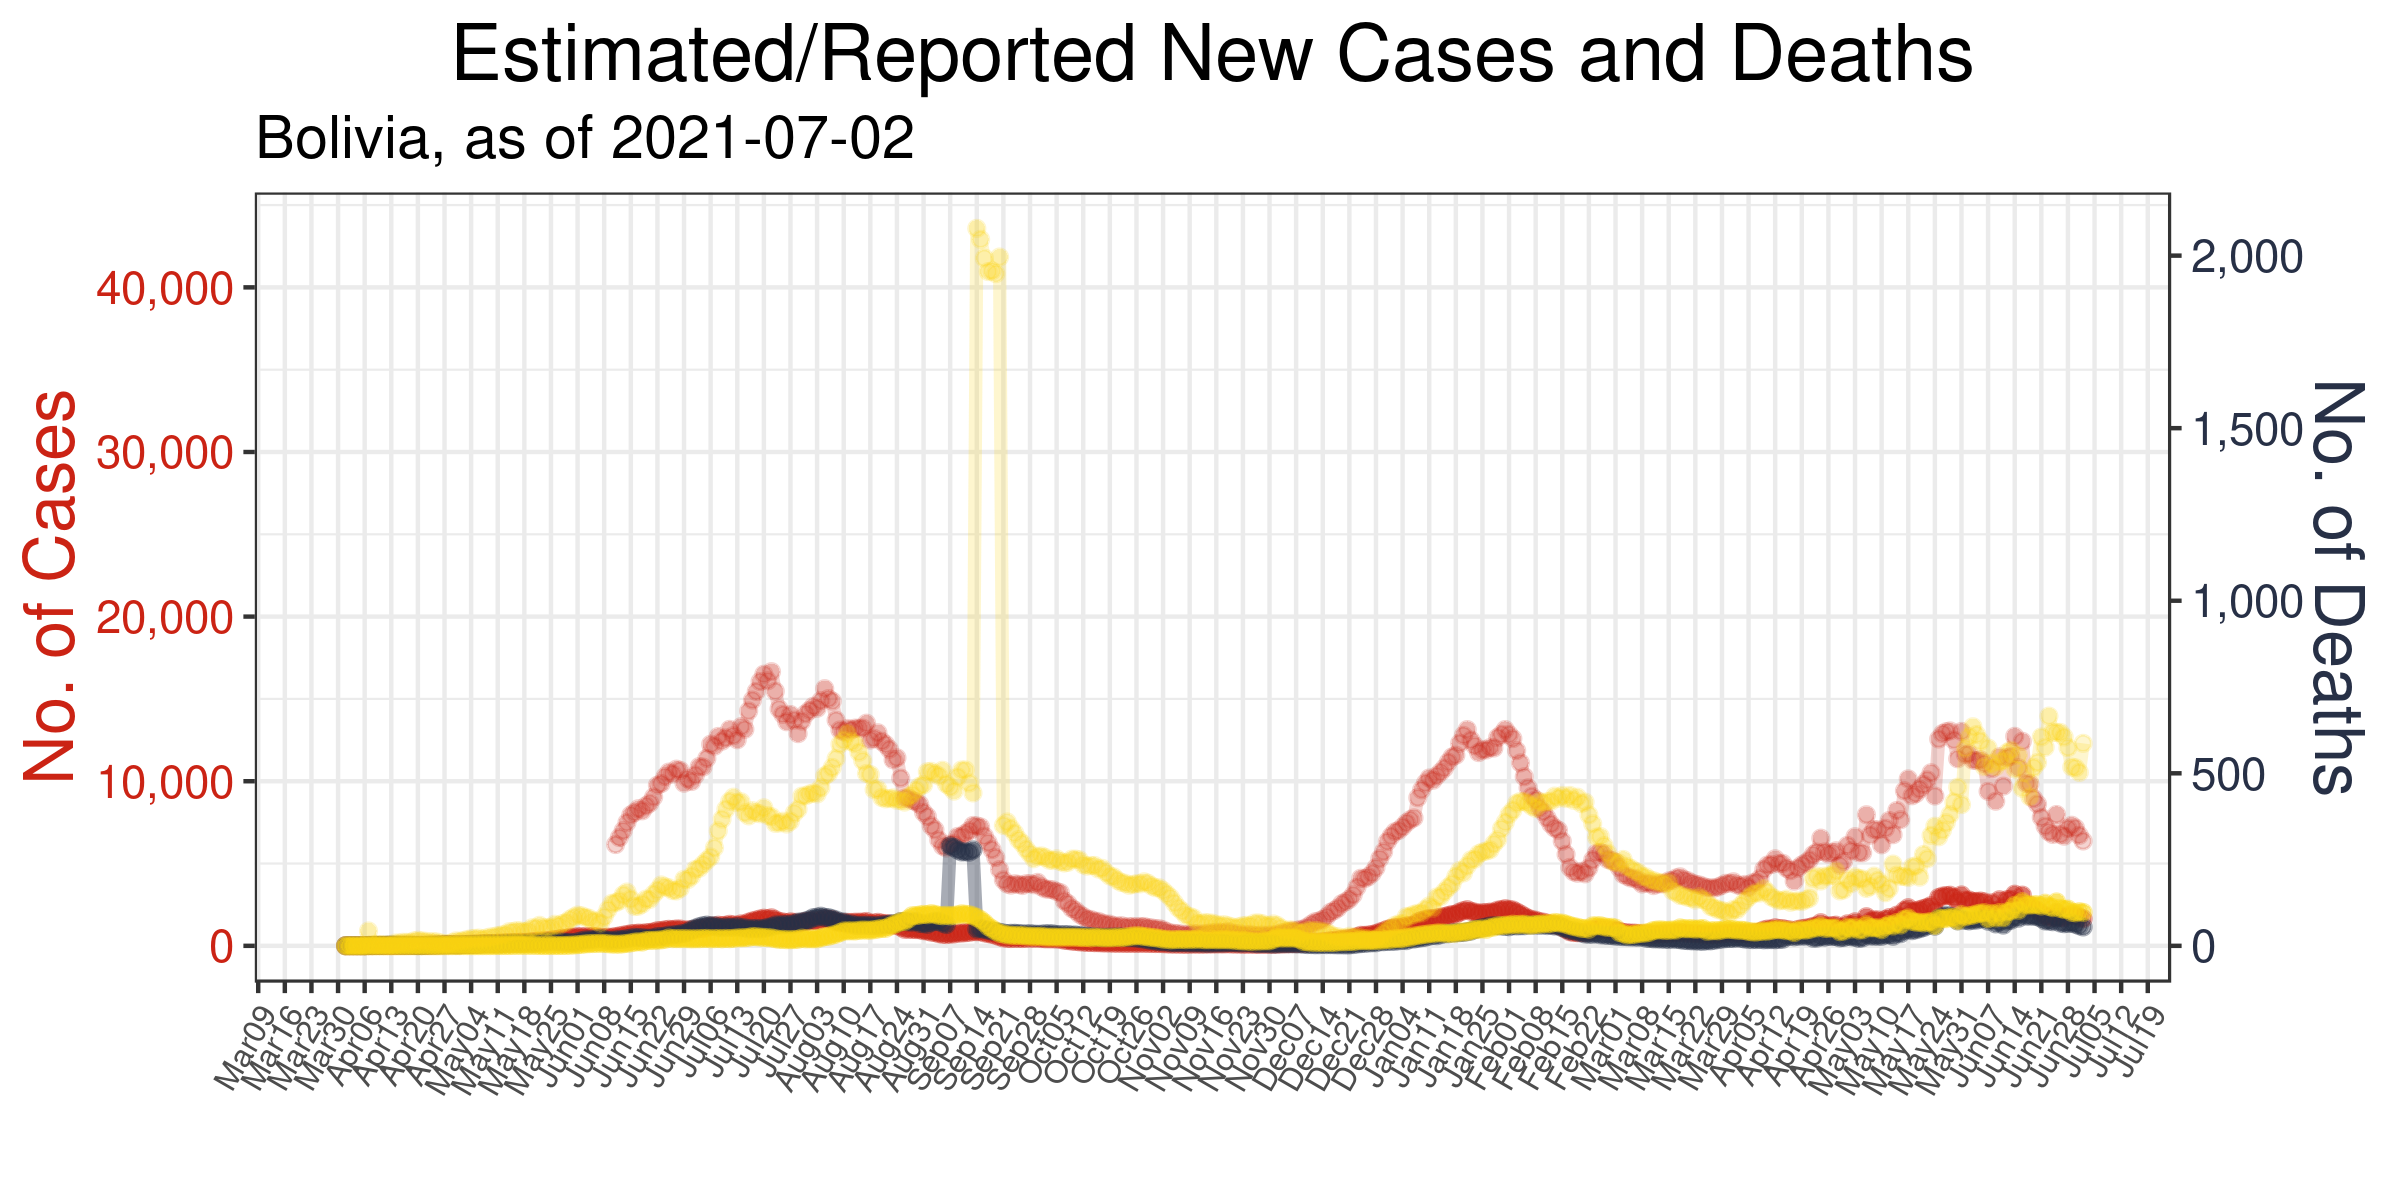 Estimated/Reported New Cases and Deaths
Bolivia, as of 2021-07-02
No. of Cases
40,000
30,000
20,000
10,000
0
2,000
1,500
1,000
500
0
No. of Deaths
Mar09
Mar16
Mar23
Mar30
Apr06
Apr13
Apr20
Apr27
May04
May11
May18
May25
Jun01
Jun08
Jun15
Jun22
Jun29
Jul06
Jul13
Jul20
Jul27
Aug03
Aug10
Aug17
Aug24
Aug31
Sep07
Sep14
Sep21
Sep28
Oct05
Oct12
Oct19
Oct26
Nov02
Nov09
Nov16
Nov23
Nov30
Dec07
Dec14
Dec21
Dec28
Jan04
Jan11
Jan18
Jan25
Feb01
Feb08
Feb15
Feb22
Mar01
Mar08
Mar15
Mar22
Mar29
Apr05
Apr12
Apr19
Apr26
May03
May10
May17
May24
May31
Jun07
Jun14
Jun21
Jun28
Jul05
Jul12
Jul19